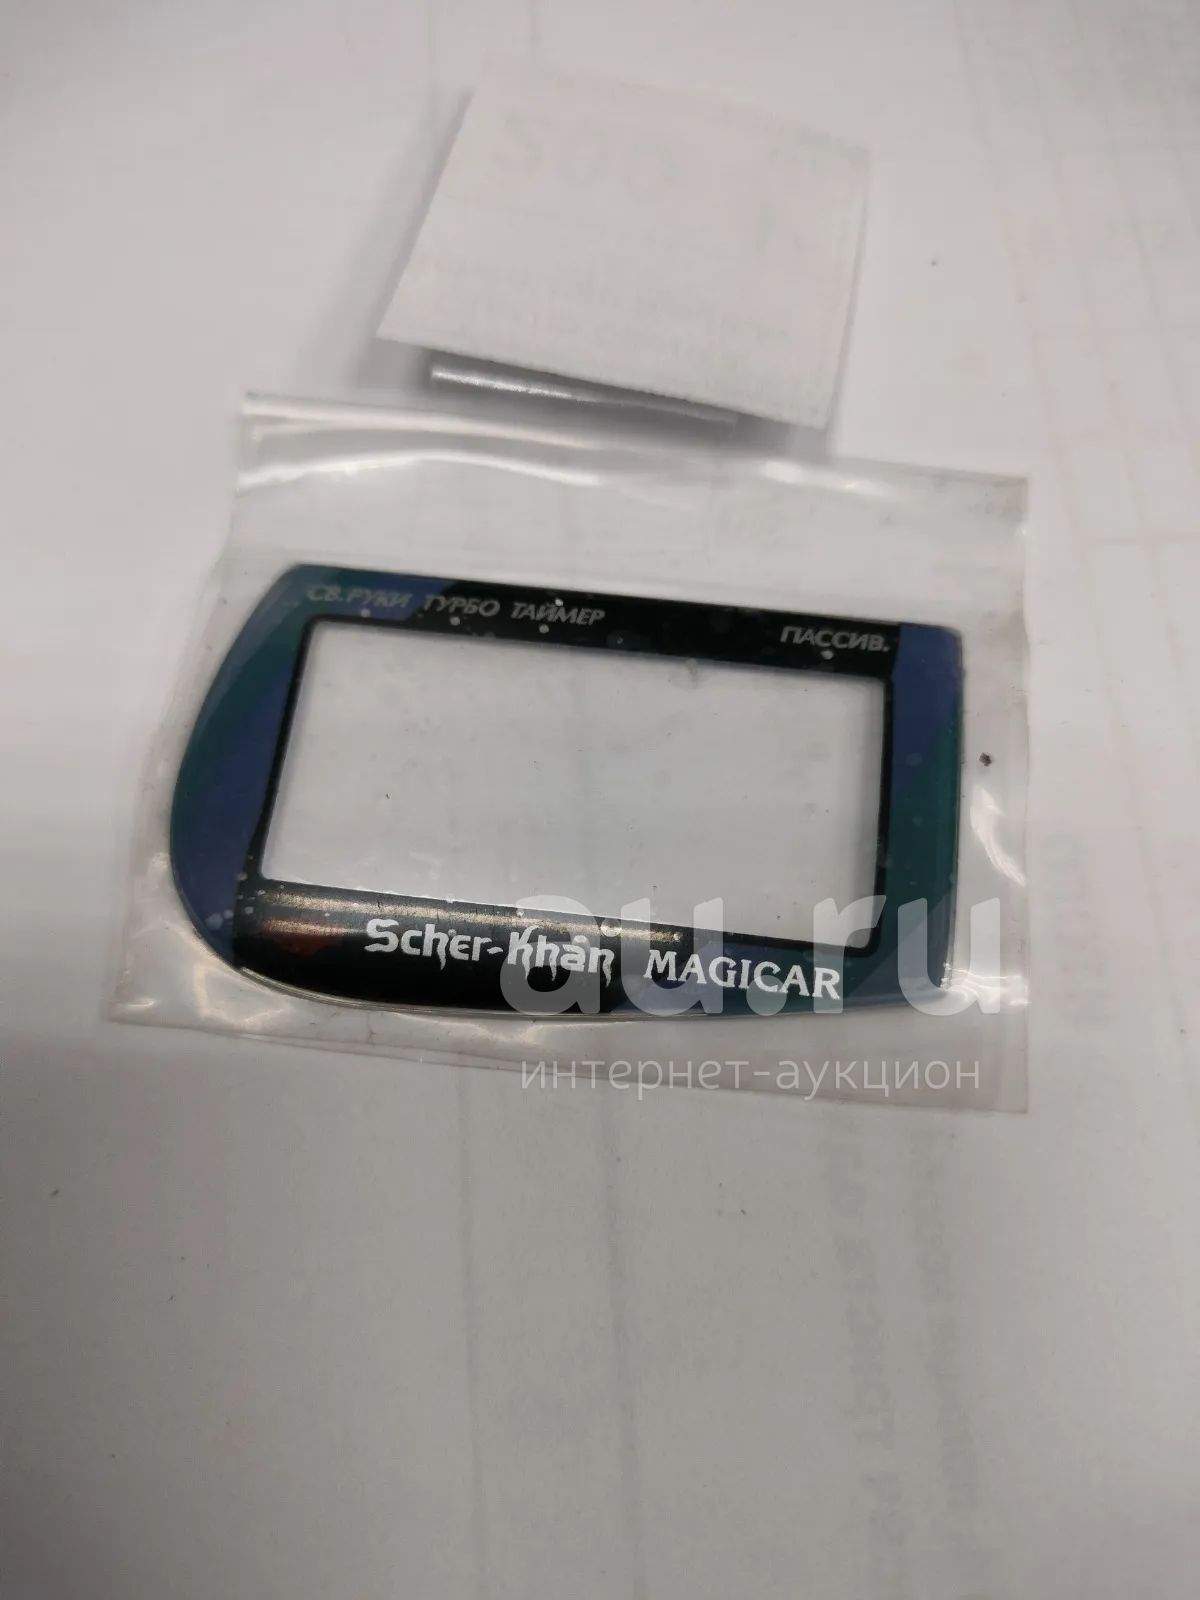 СВ.РУКИ ТУРБО ТАЙМЕР ПАССИВ.
Scher-Khan MAGICAR
au.ru
интернет-аукцион